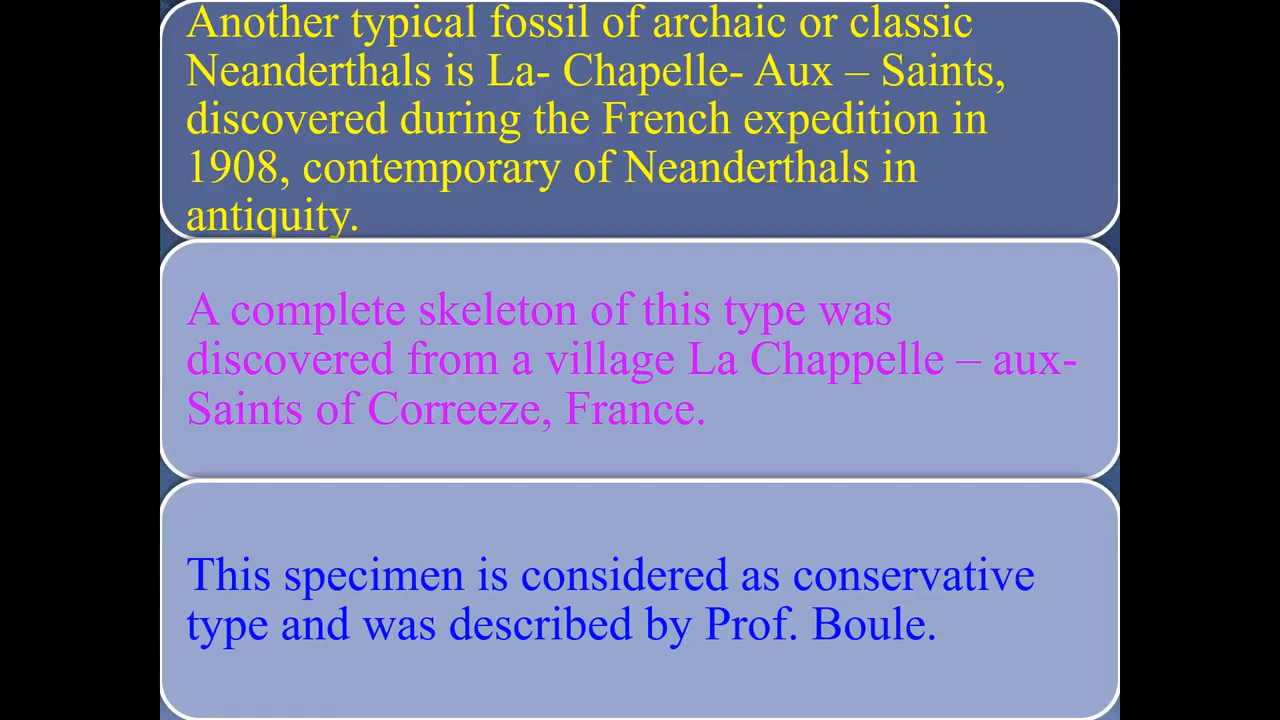 Another typical fossil of archaic or classic
Neanderthals is La- Chapelle- Aux – Saints,
discovered during the French expedition in
1908, contemporary of Neanderthals in
antiquity.
A complete skeleton of this type was
discovered from a village La Chappelle – aux-
Saints of Correeze, France.
This specimen is considered as conservative
type and was described by Prof. Boule.